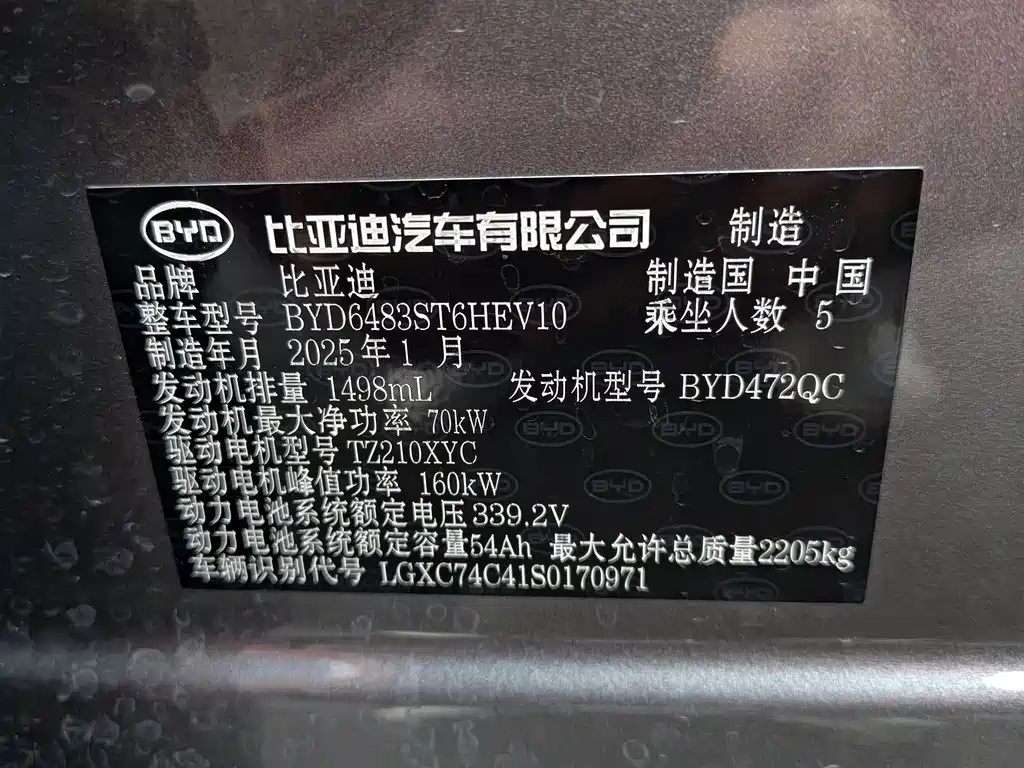 BYD 比亚迪汽车有限公司 制造
品牌 比亚迪 制造国 中国
整车型号 BYD6483ST6HEV10 乘坐人数 5
制造年月 2025年1月
发动机排量 1498mL 发动机型号 BYD472QC
发动机最大净功率 70kW
驱动电机型号 TZ210XYC
驱动电机峰值功率 160kW
动力电池系统额定电压 339.2V
动力电池系统额定容量54Ah 最大允许总质量2205kg
车辆识别代号 LGXC74C41S0170971